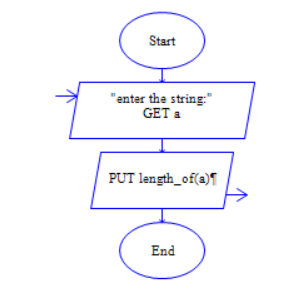 Start
"enter the string:"
GET a
PUT length_of(a)¶
End